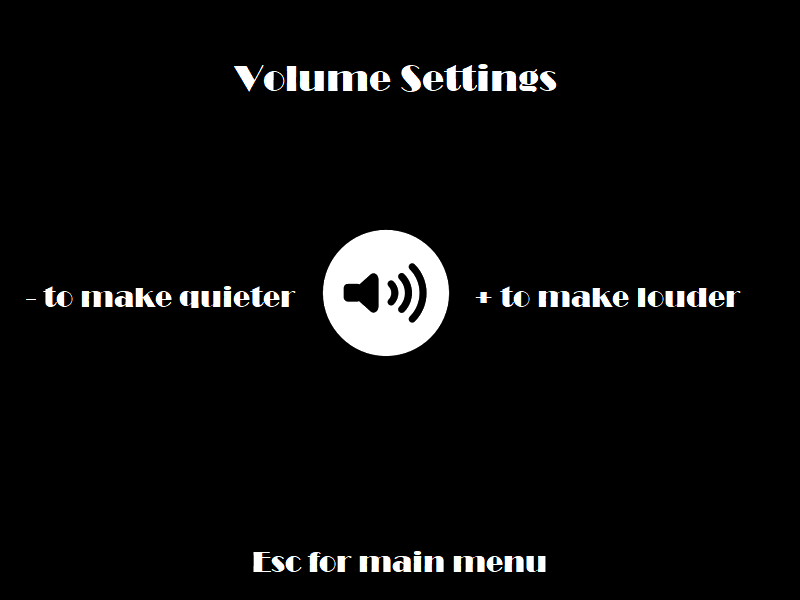 Volume Settings
- to make quieter
+ to make louder
Esc for main menu